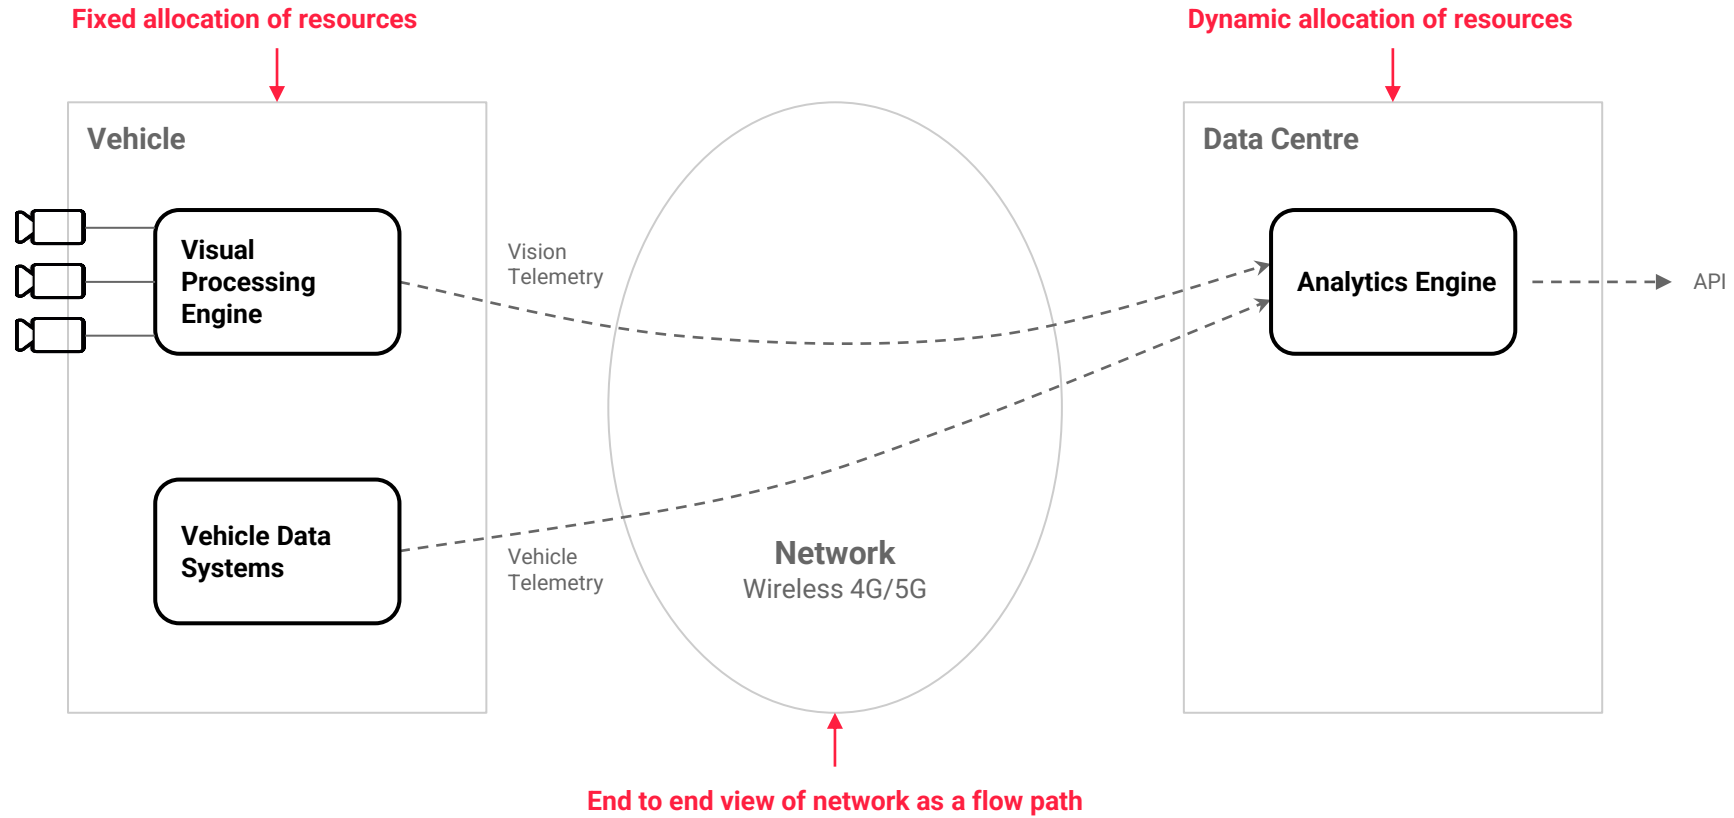 Fixed allocation of resources
Dynamic allocation of resources
Vehicle
Data Centre
Visual
Processing
Engine
Vision
Telemetry
Analytics Engine
API
Vehicle Data
Systems
Vehicle
Telemetry
Network
Wireless 4G/5G
End to end view of network as a flow path